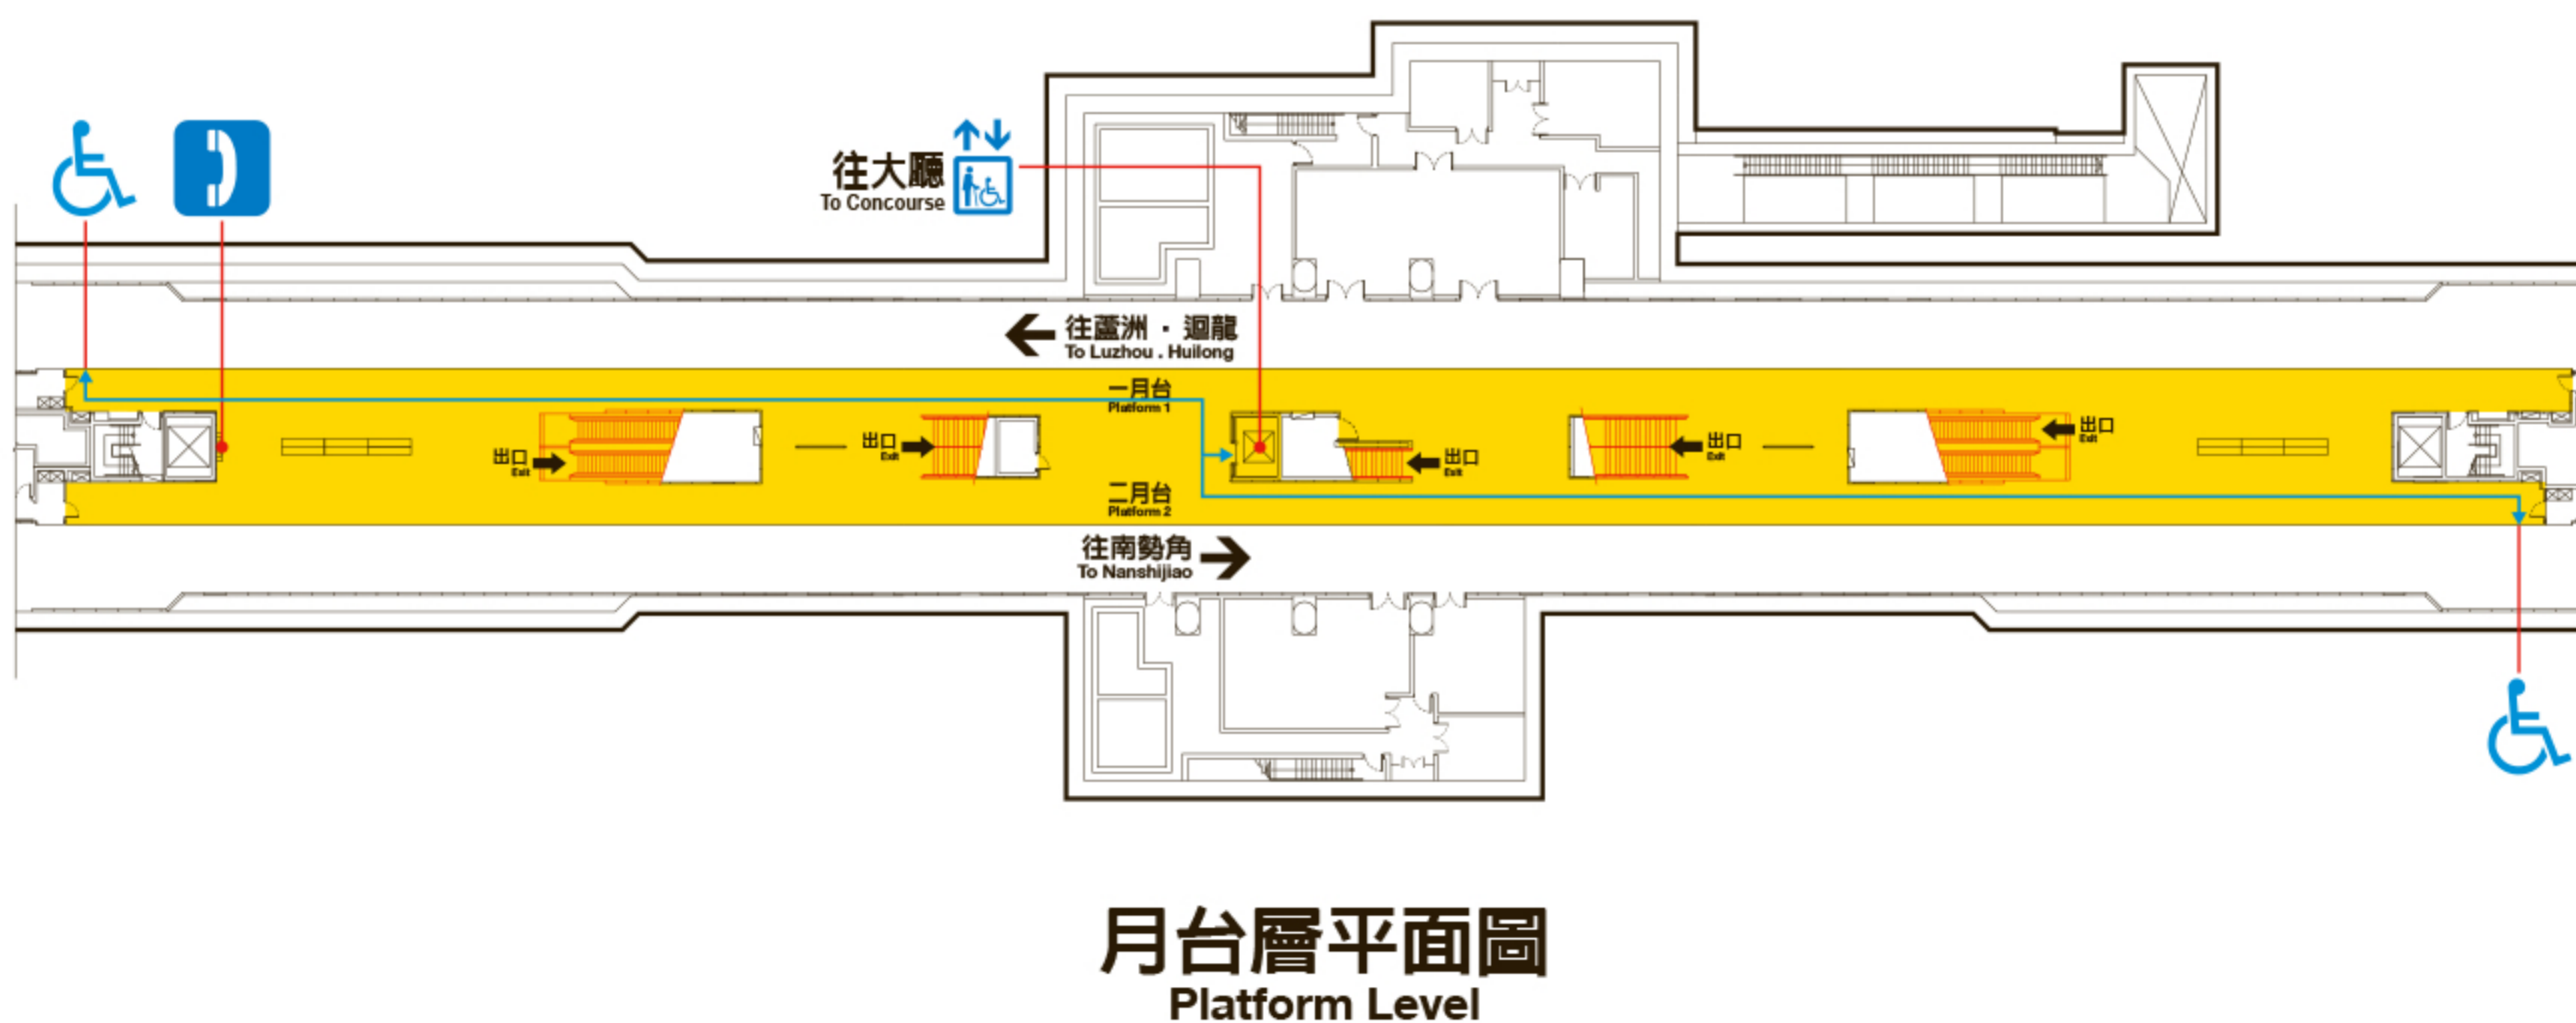 往大廳
To Concourse
往蘆洲．迴龍
To Luzhou . Huilong
一月台
Platform 1
出口
Exit
出口
Exit
出口
Exit
出口
Exit
出口
Exit
二月台
Platform 2
往南勢角
To Nanshijiao
月台層平面圖
Platform Level